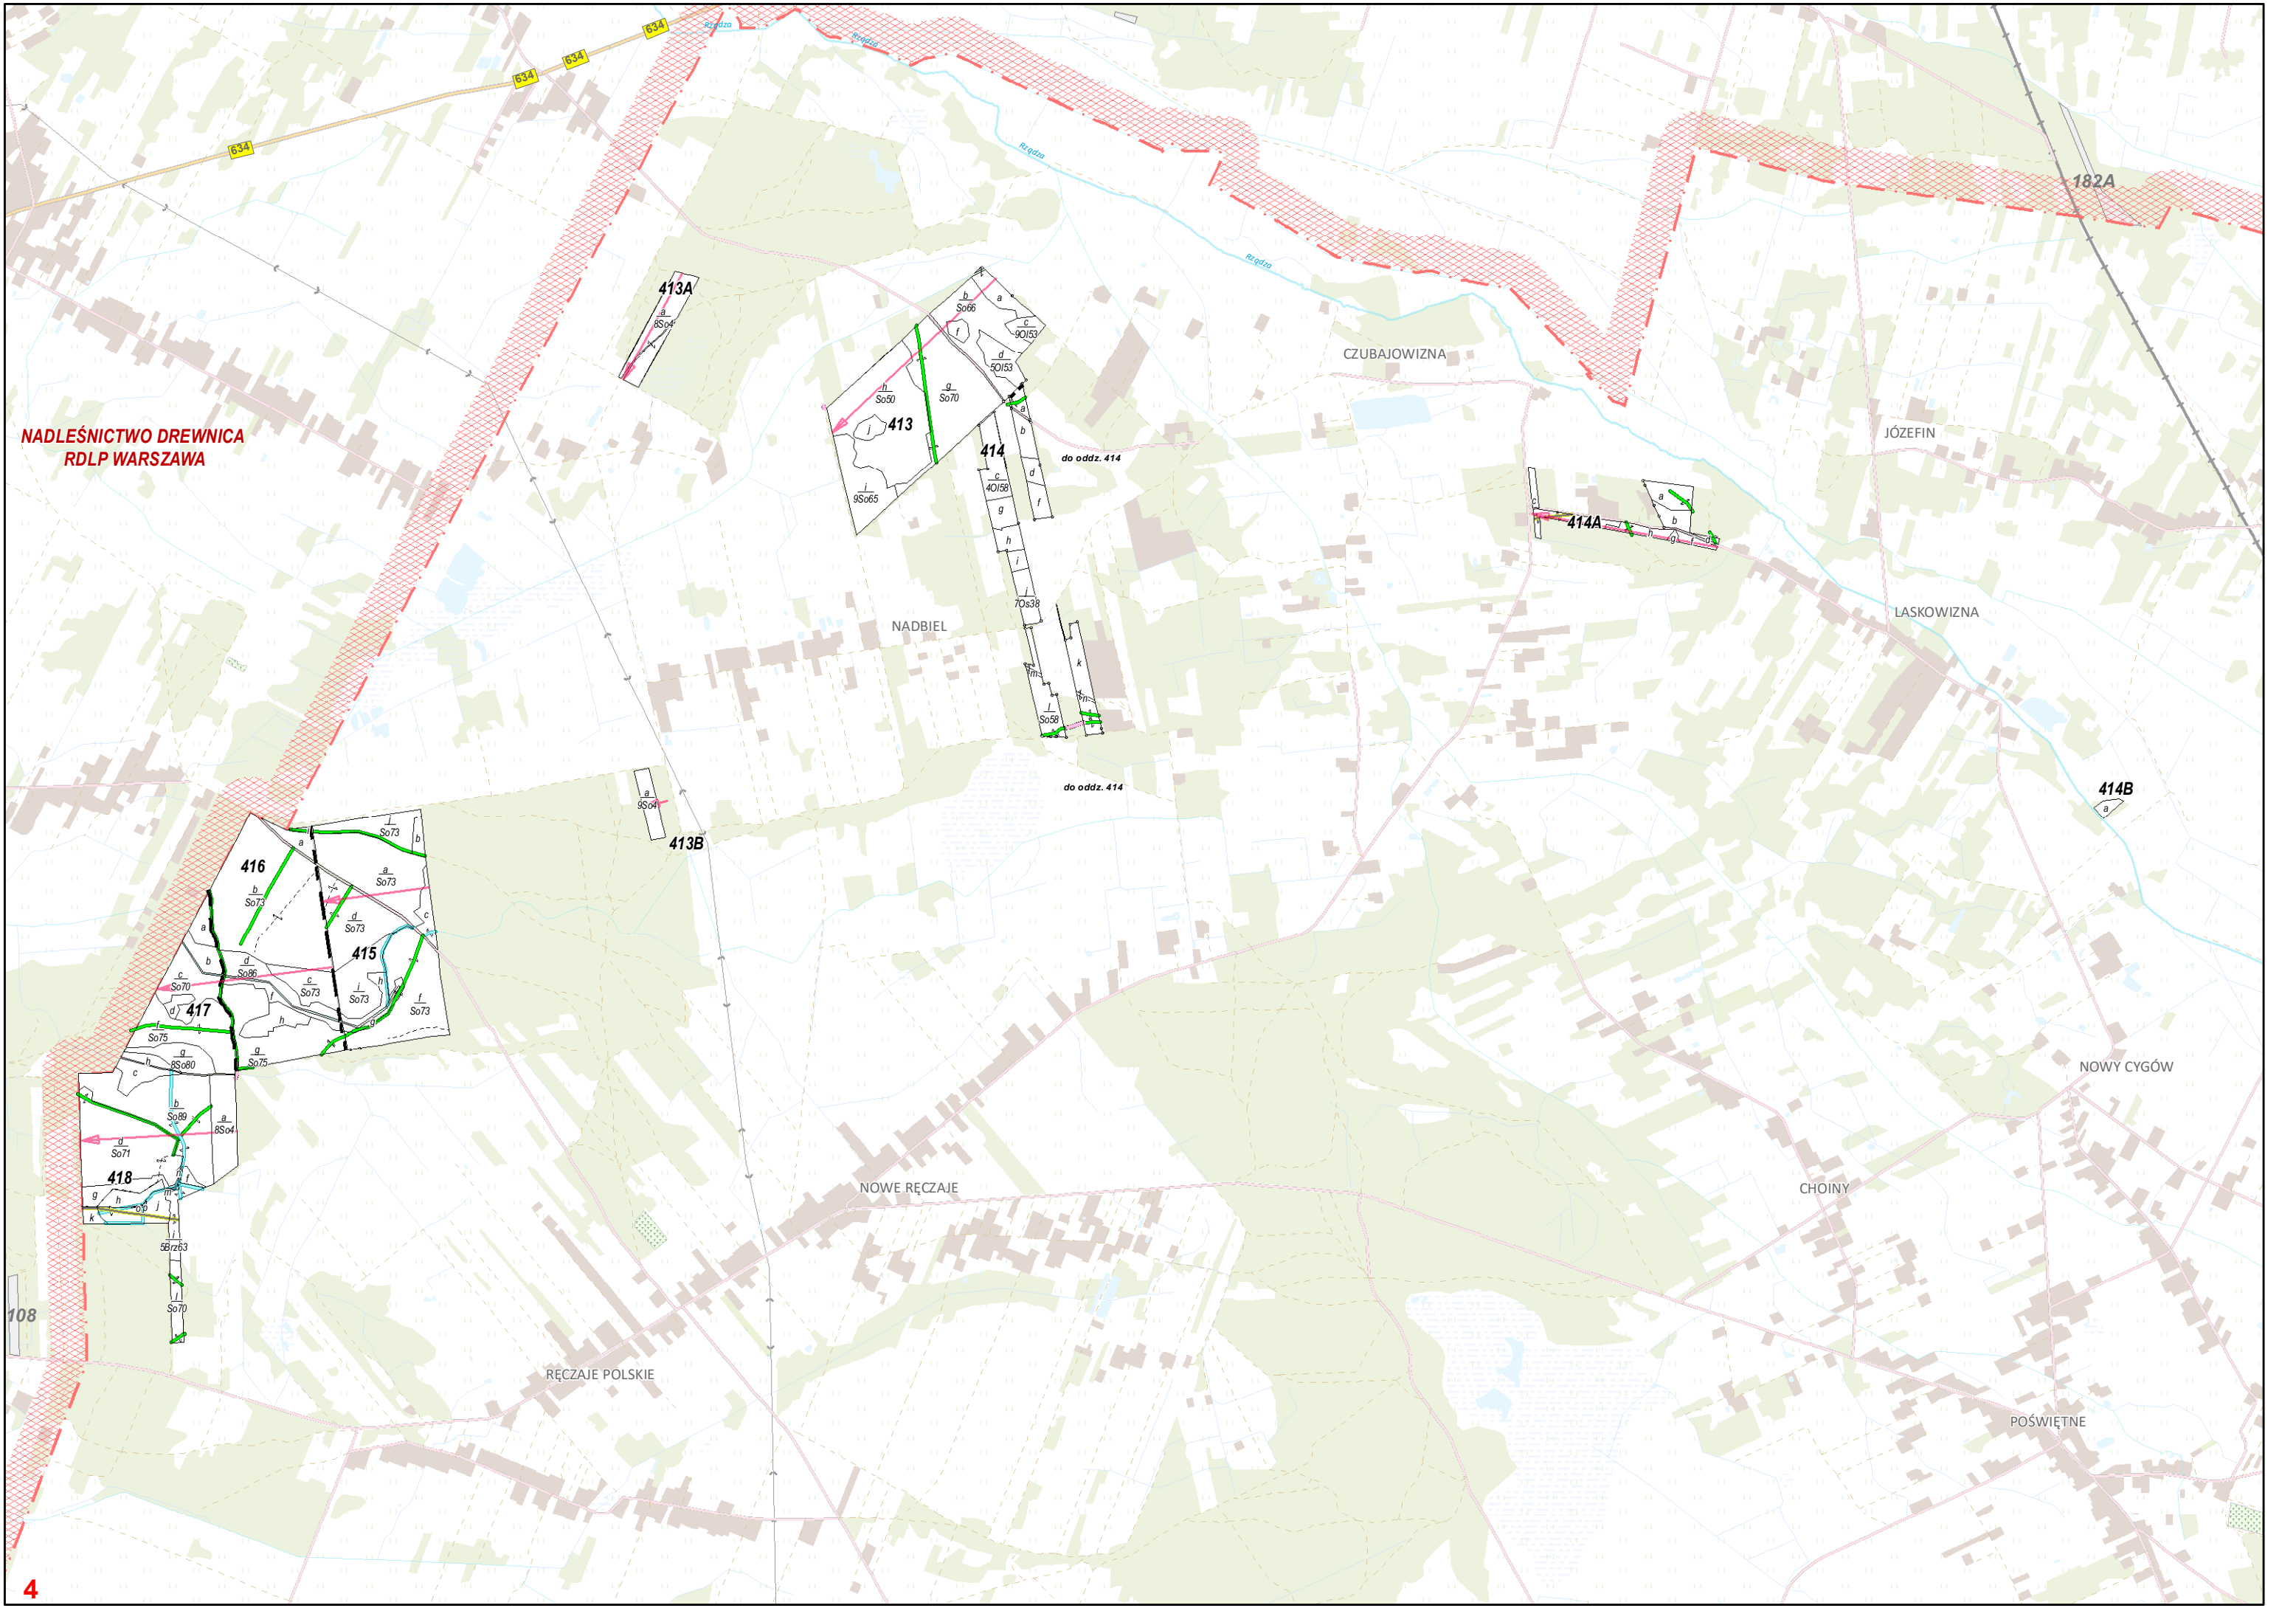 634
634
634
634
Rządza
Rządza
Rządza
Rządza
182A
413A
a
8So4
b
So66
a
f
c
9Ol53
d
5Ol53
h
So50
g
So70
j
413
i
9So65
a
b
414
do oddz. 414
c
4Ol58
d
g
f
h
i
j
7Os38
k
m
n
l
So58
do oddz. 414
NADLEŚNICTWO DREWNICA
RDLP WARSZAWA
CZUBAJOWIZNA
JÓZEFIN
c
414A
a
b
h
g
f
d
LASKOWIZNA
NADBIEL
414B
a
a
9So4
413B
416
a
i
So73
b
b
So73
a
So73
c
d
So73
415
a
b
d
So86
c
So70
c
So73
i
So73
h
f
So73
d
417
f
h
g
f
So75
g
So75
g
8So80
h
c
b
So89
a
8So4
d
So71
418
n
f
g
h
m
o
p
j
k
i
5Brz63
l
So70
108
NOWY CYGÓW
CHOINY
NOWE RĘCZAJE
RĘCZAJE POLSKIE
POŚWIĘTNE
4